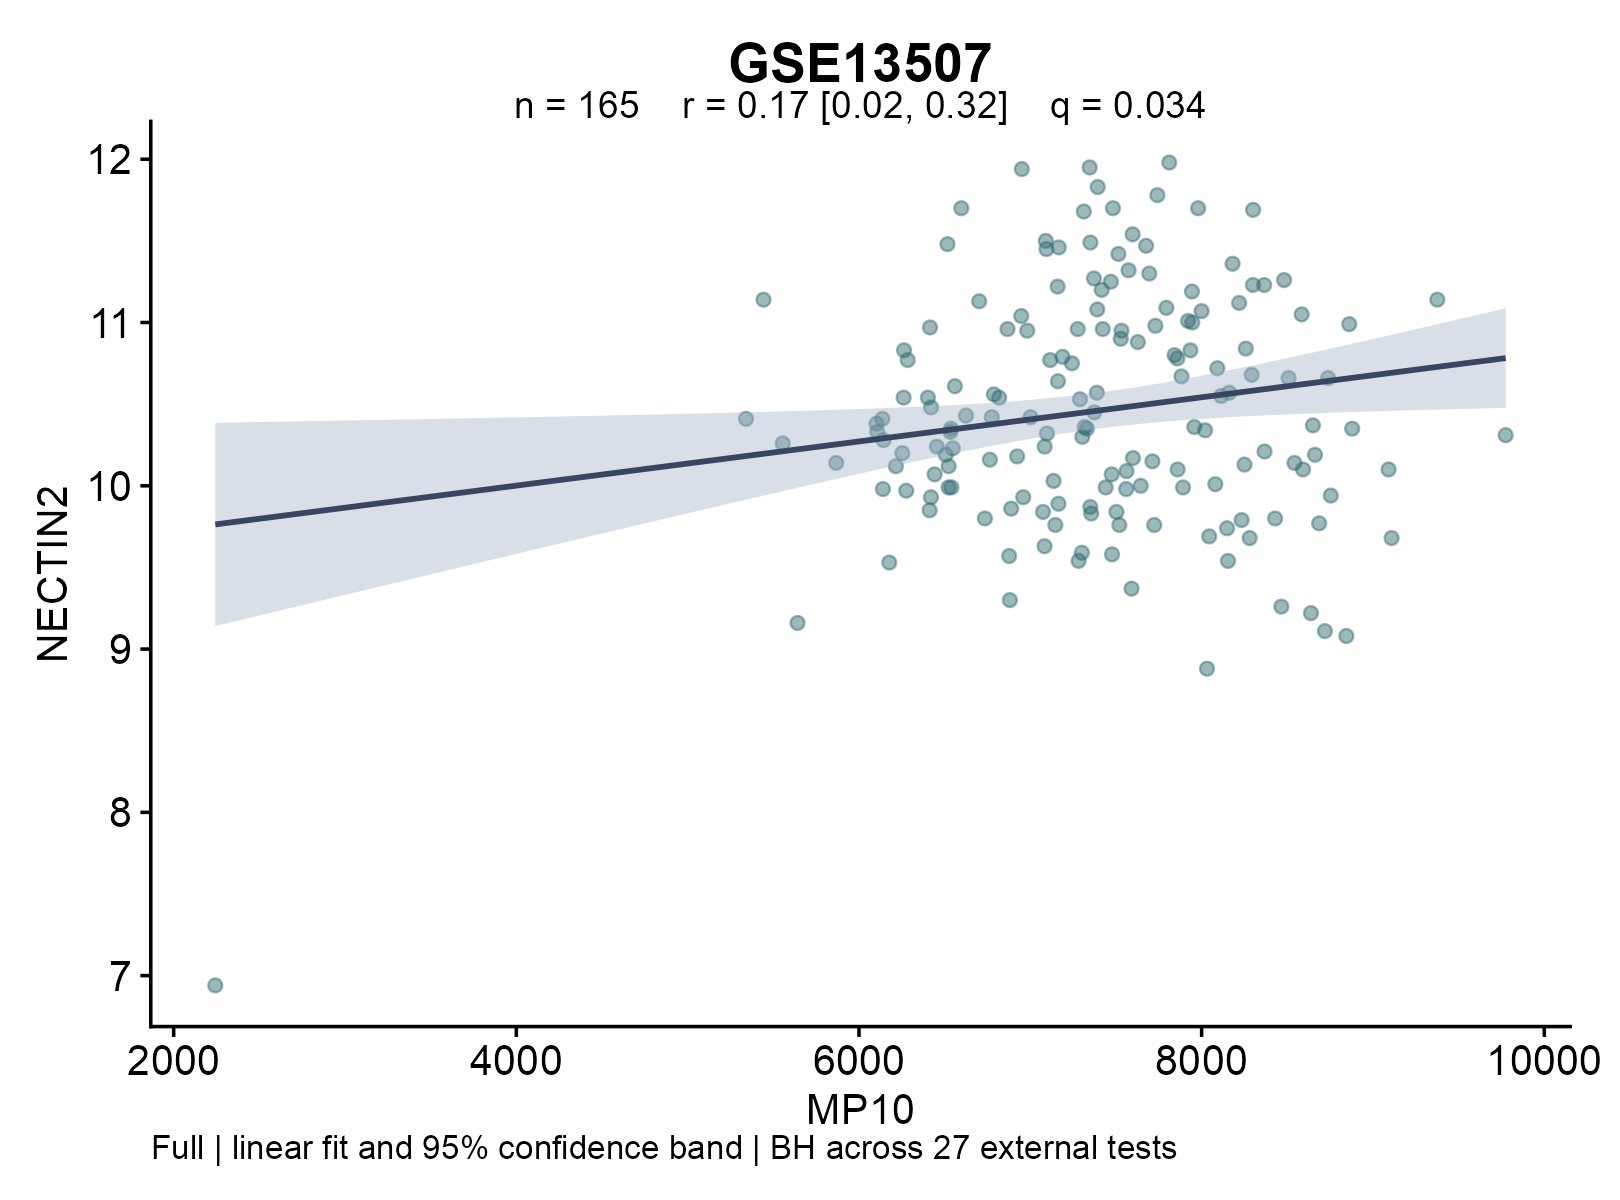 GSE13507
n = 165 r = 0.17 [0.02, 0.32] q = 0.034
12
11
10
9
8
7
NECTIN2
2000 4000 6000 8000 10000
MP10
Full | linear fit and 95% confidence band | BH across 27 external tests